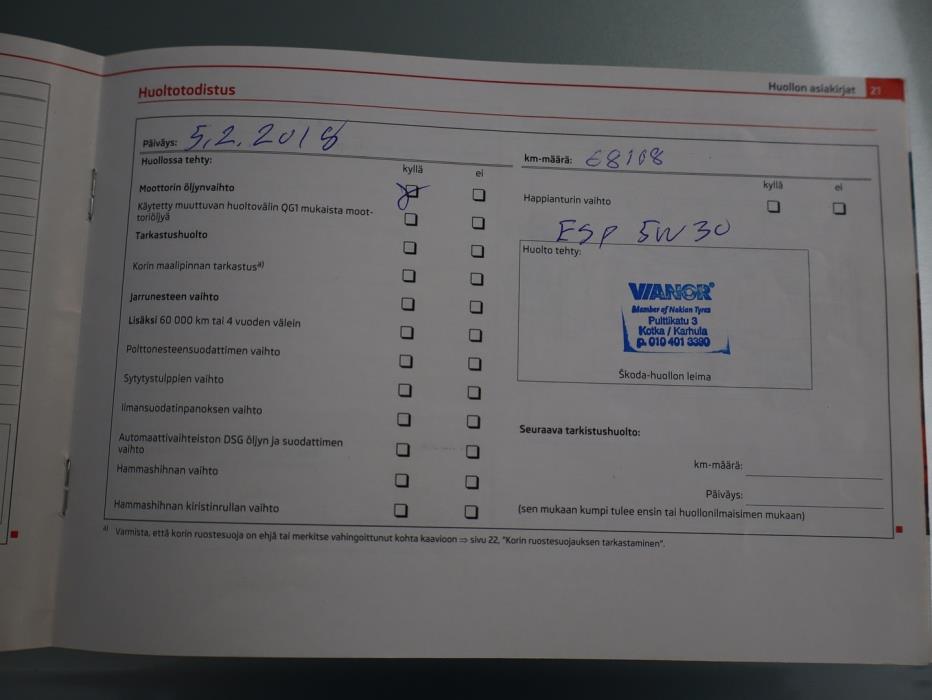 Huoltotodistus
Huollon asiakirjat 21
Päiväys: 5.2.2018
km-määrä: 68108
Huollossa tehty:
kyllä ei
Moottorin öljynvaihto
Käytetty muuttuvan huoltovälin QG1 mukaista moot-
toriöljyä
Tarkastushuolto
Korin maalipinnan tarkastus a)
Jarrunesteen vaihto
Lisäksi 60 000 km tai 4 vuoden välein
Polttonesteensuodattimen vaihto
Sytytystulppien vaihto
Ilmansuodatinpanoksen vaihto
Automaattivaihteiston DSG öljyn ja suodattimen
vaihto
Hammashihnan vaihto
Hammashihnan kiristinrullan vaihto
kyllä ei
Happianturin vaihto
ESP 5W30
Huolto tehty:
VIANOR
Member of Nokian Tyres
Pulttikatu 3
Kotka / Karhula
p. 010 401 3390
Škoda-huollon leima
Seuraava tarkistushuolto:
km-määrä:
Päiväys:
(sen mukaan kumpi tulee ensin tai huollonilmaisimen mukaan)
a) Varmista, että korin ruostesuoja on ehjä tai merkitse vahingoittunut kohta kaavioon ⇒ sivu 22, "Korin ruostesuojauksen tarkastaminen".